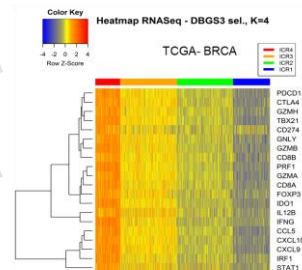 Color Key
-4 -2 0 2 4
Row Z-Score
Heatmap RNASeq - DBGS3 sel., K=4
TCGA- BRCA
ICR4
ICR3
ICR2
ICR1
PDCD1
CTLA4
GZMH
TBX21
CD274
GNLY
GZMB
CD8B
PRF1
GZMA
CD8A
FOXP3
IDO1
IL12B
IFNG
CCL5
CXCL10
CXCL9
IRF1
STAT1